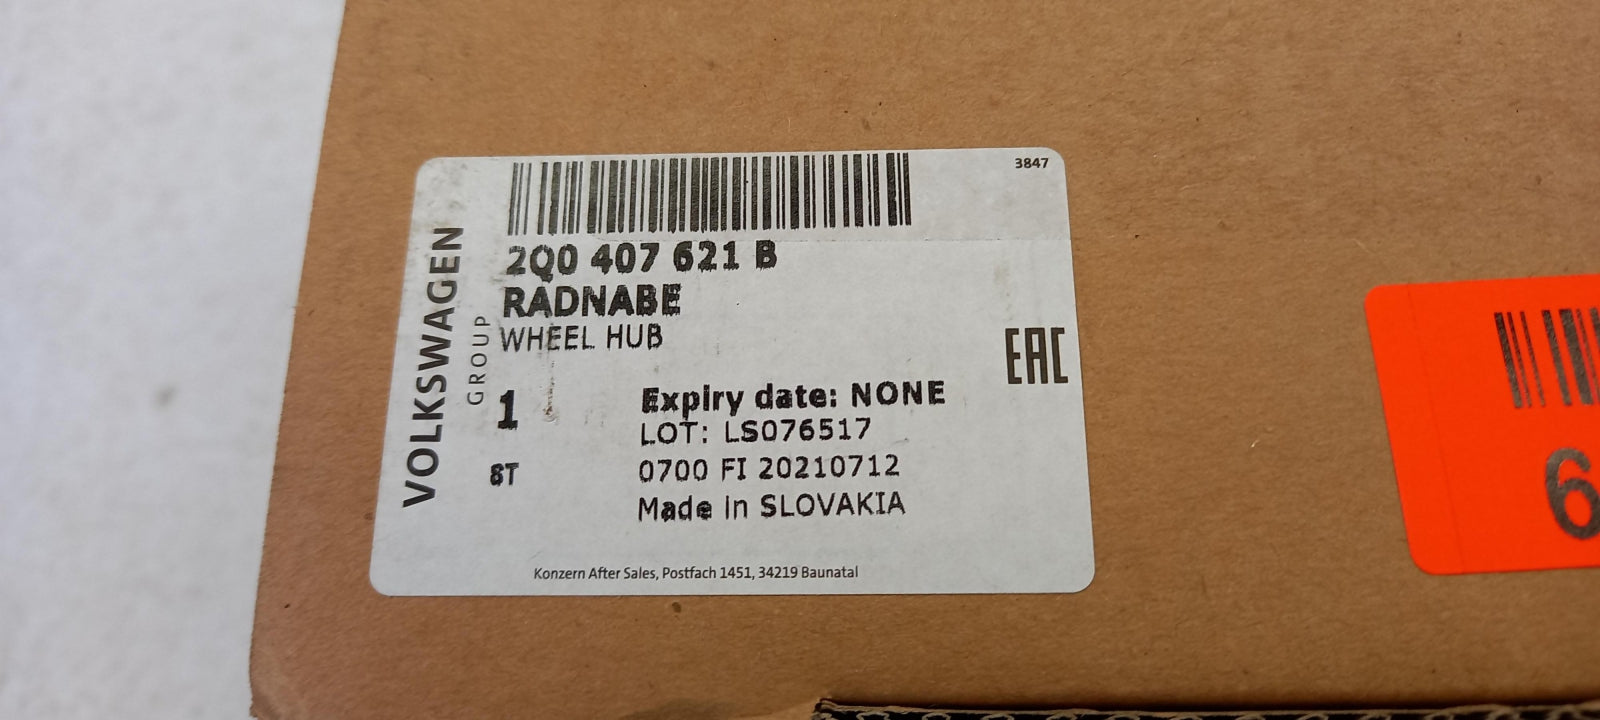 3847
2Q0 407 621 B
RADNABE
WHEEL HUB
VOLKSWAGEN
GROUP
EAC
1
ST
Expiry date: NONE
LOT: LS076517
0700 FI 20210712
Made in SLOVAKIA
Konzern After Sales, Postfach 1451, 34219 Baunatal
6